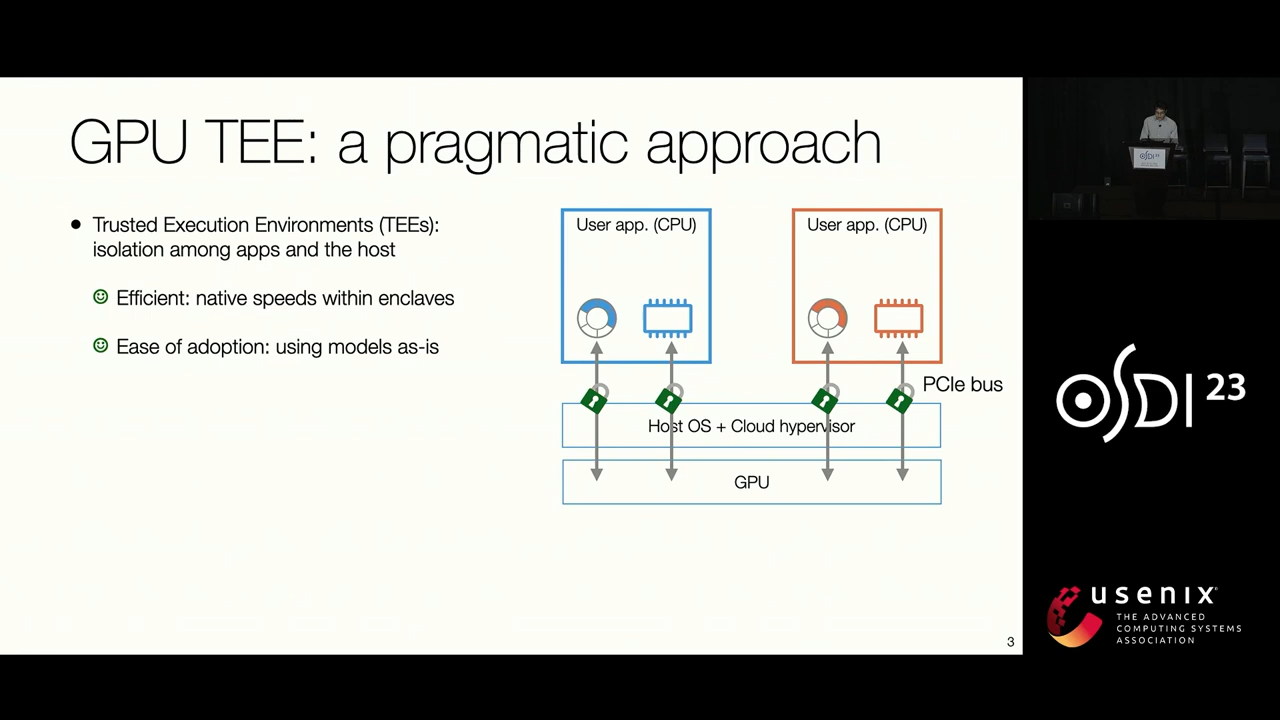 GPU TEE: a pragmatic approach
Trusted Execution Environments (TEEs):
isolation among apps and the host
Efficient: native speeds within enclaves
Ease of adoption: using models as-is
User app. (CPU)
User app. (CPU)
PCIe bus
Host OS + Cloud hypervisor
GPU
3
OSDI 23
OSDI 23
usenix
THE ADVANCED
COMPUTING SYSTEMS
ASSOCIATION